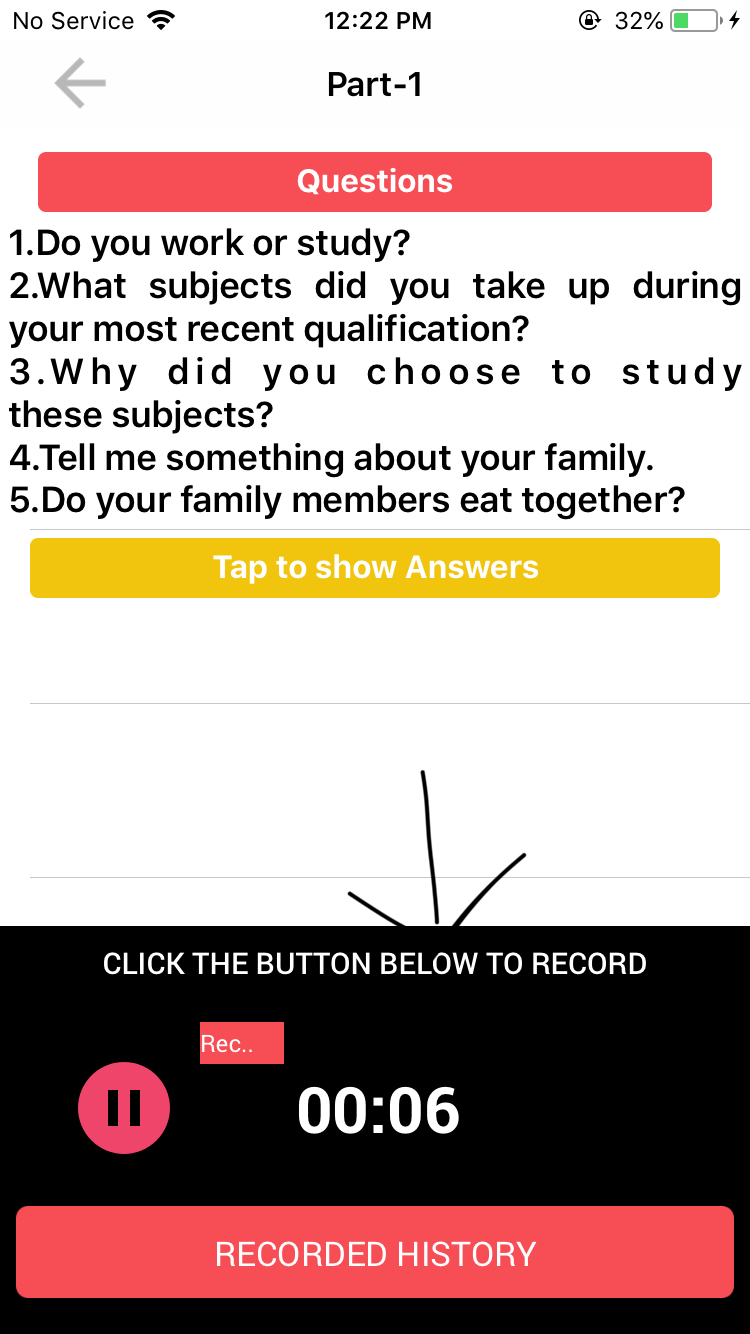 No Service 12:22 PM 32%
Part-1
Questions
1.Do you work or study?
2.What subjects did you take up during
your most recent qualification?
3.Why did you choose to study
these subjects?
4.Tell me something about your family.
5.Do your family members eat together?
Tap to show Answers
CLICK THE BUTTON BELOW TO RECORD
Rec..
00:06
RECORDED HISTORY